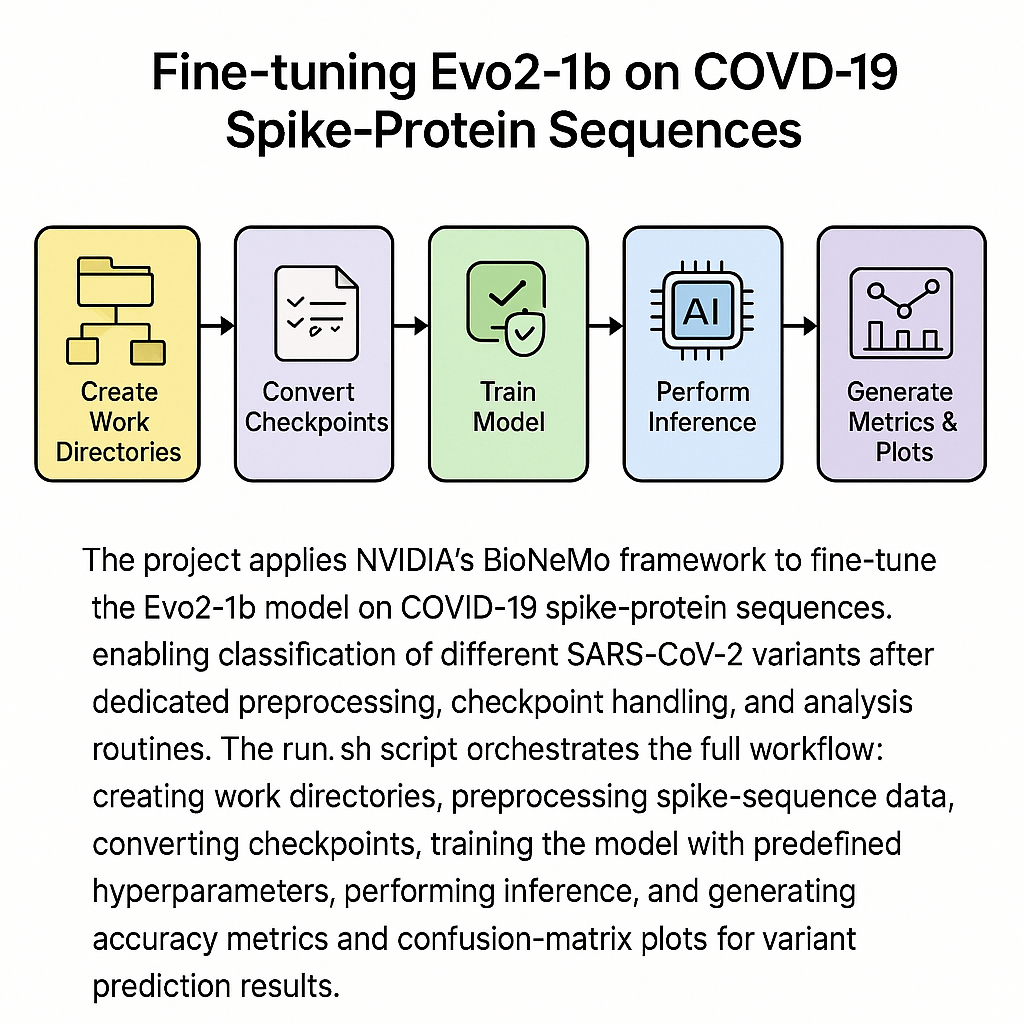 Fine-tuning Evo2-1b on COVD-19
Spike-Protein Sequences
Create
Work
Directories
Convert
Checkpoints
Train
Model
AI
Perform
Inference
Generate
Metrics &
Plots
The project applies NVIDIA's BioNeMo framework to fine-tune
the Evo2-1b model on COVID-19 spike-protein sequences.
enabling classification of different SARS-CoV-2 variants after
dedicated preprocessing, checkpoint handling, and analysis
routines. The run. sh script orchestrates the full workflow:
creating work directories, preprocessing spike-sequence data,
converting checkpoints, training the model with predefined
hyperparameters, performing inference, and generating
accuracy metrics and confusion-matrix plots for variant
prediction results.